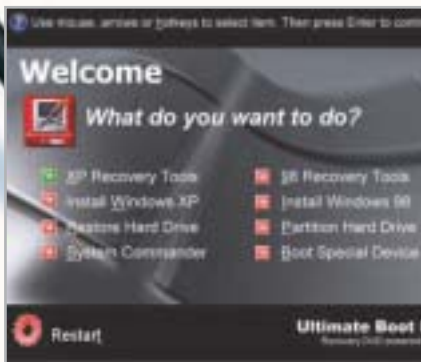 Use mouse, arrows or hotkeys to select item. Then press Enter to
Welcome
What do you want to do?
XP Recovery Tools
98 Recovery Tools
Install Windows XP
Install Windows 98
Restore Hard Drive
Partition Hard Drive
System Commander
Boot Special Device
Restart
Ultimate Boot
Recovery DVD